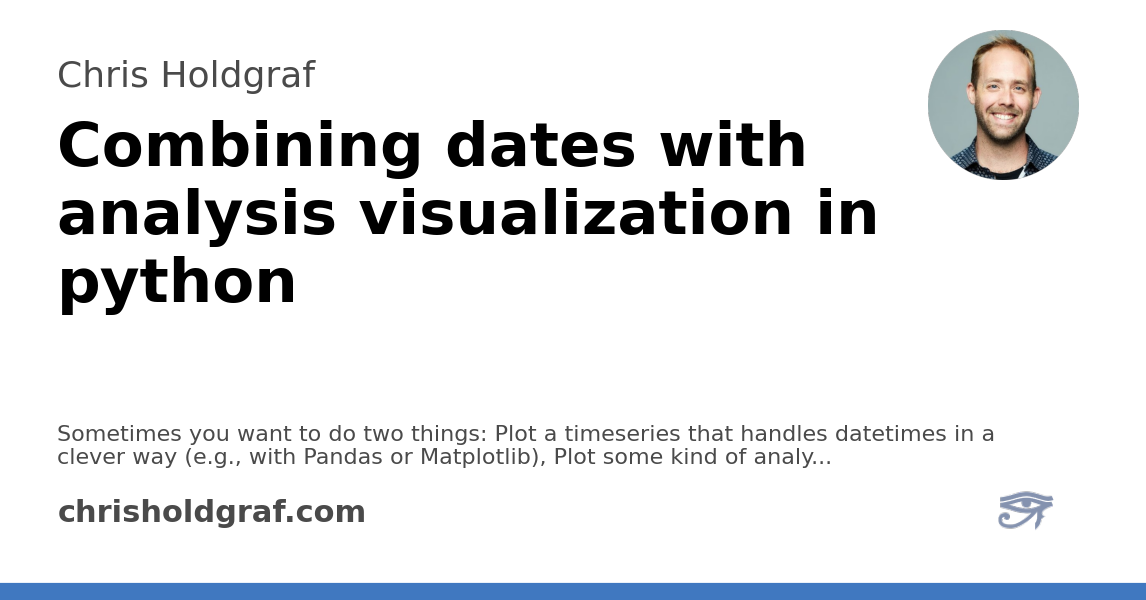 Chris Holdgraf
Combining dates with
analysis visualization in
python
Sometimes you want to do two things: Plot a timeseries that handles datetimes in a
clever way (e.g., with Pandas or Matplotlib), Plot some kind of analy...
chrisholdgraf.com